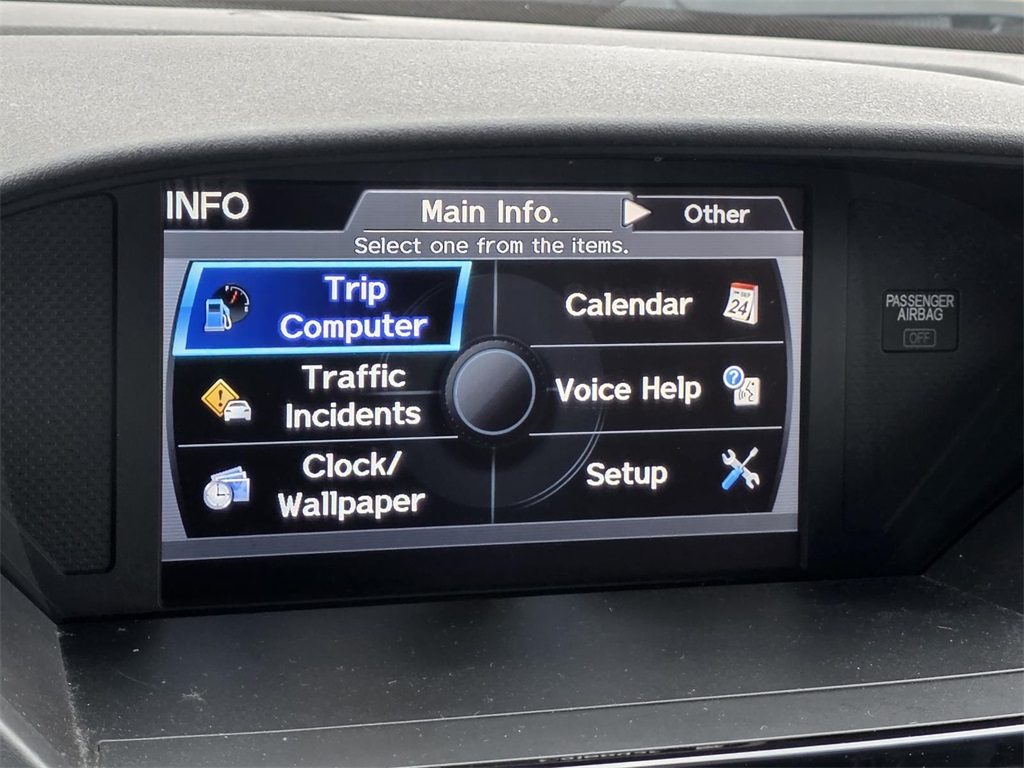 INFO
Main Info.
Other
Select one from the items.
Trip
Computer
Calendar
SEP
24
Traffic
Incidents
Voice Help
?
Clock/
Wallpaper
Setup
PASSENGER
AIRBAG
OFF